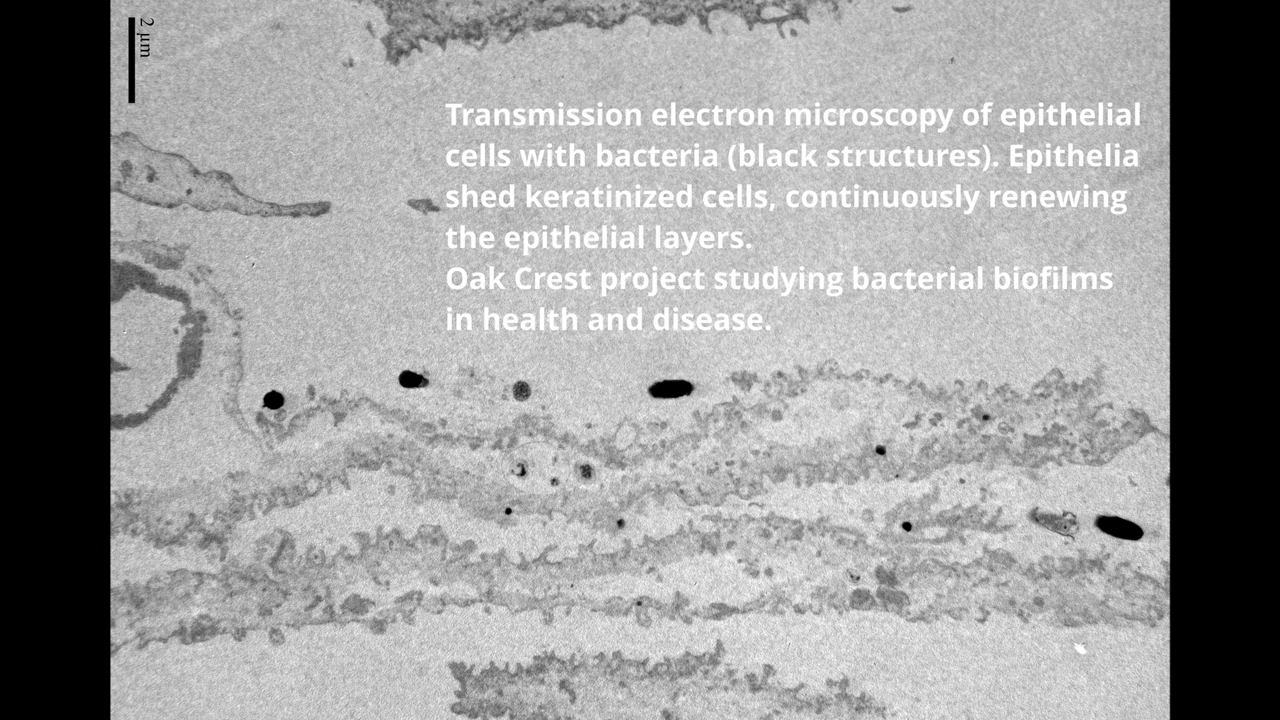 2 µm
Transmission electron microscopy of epithelial
cells with bacteria (black structures). Epithelia
shed keratinized cells, continuously renewing
the epithelial layers.
Oak Crest project studying bacterial biofilms
in health and disease.